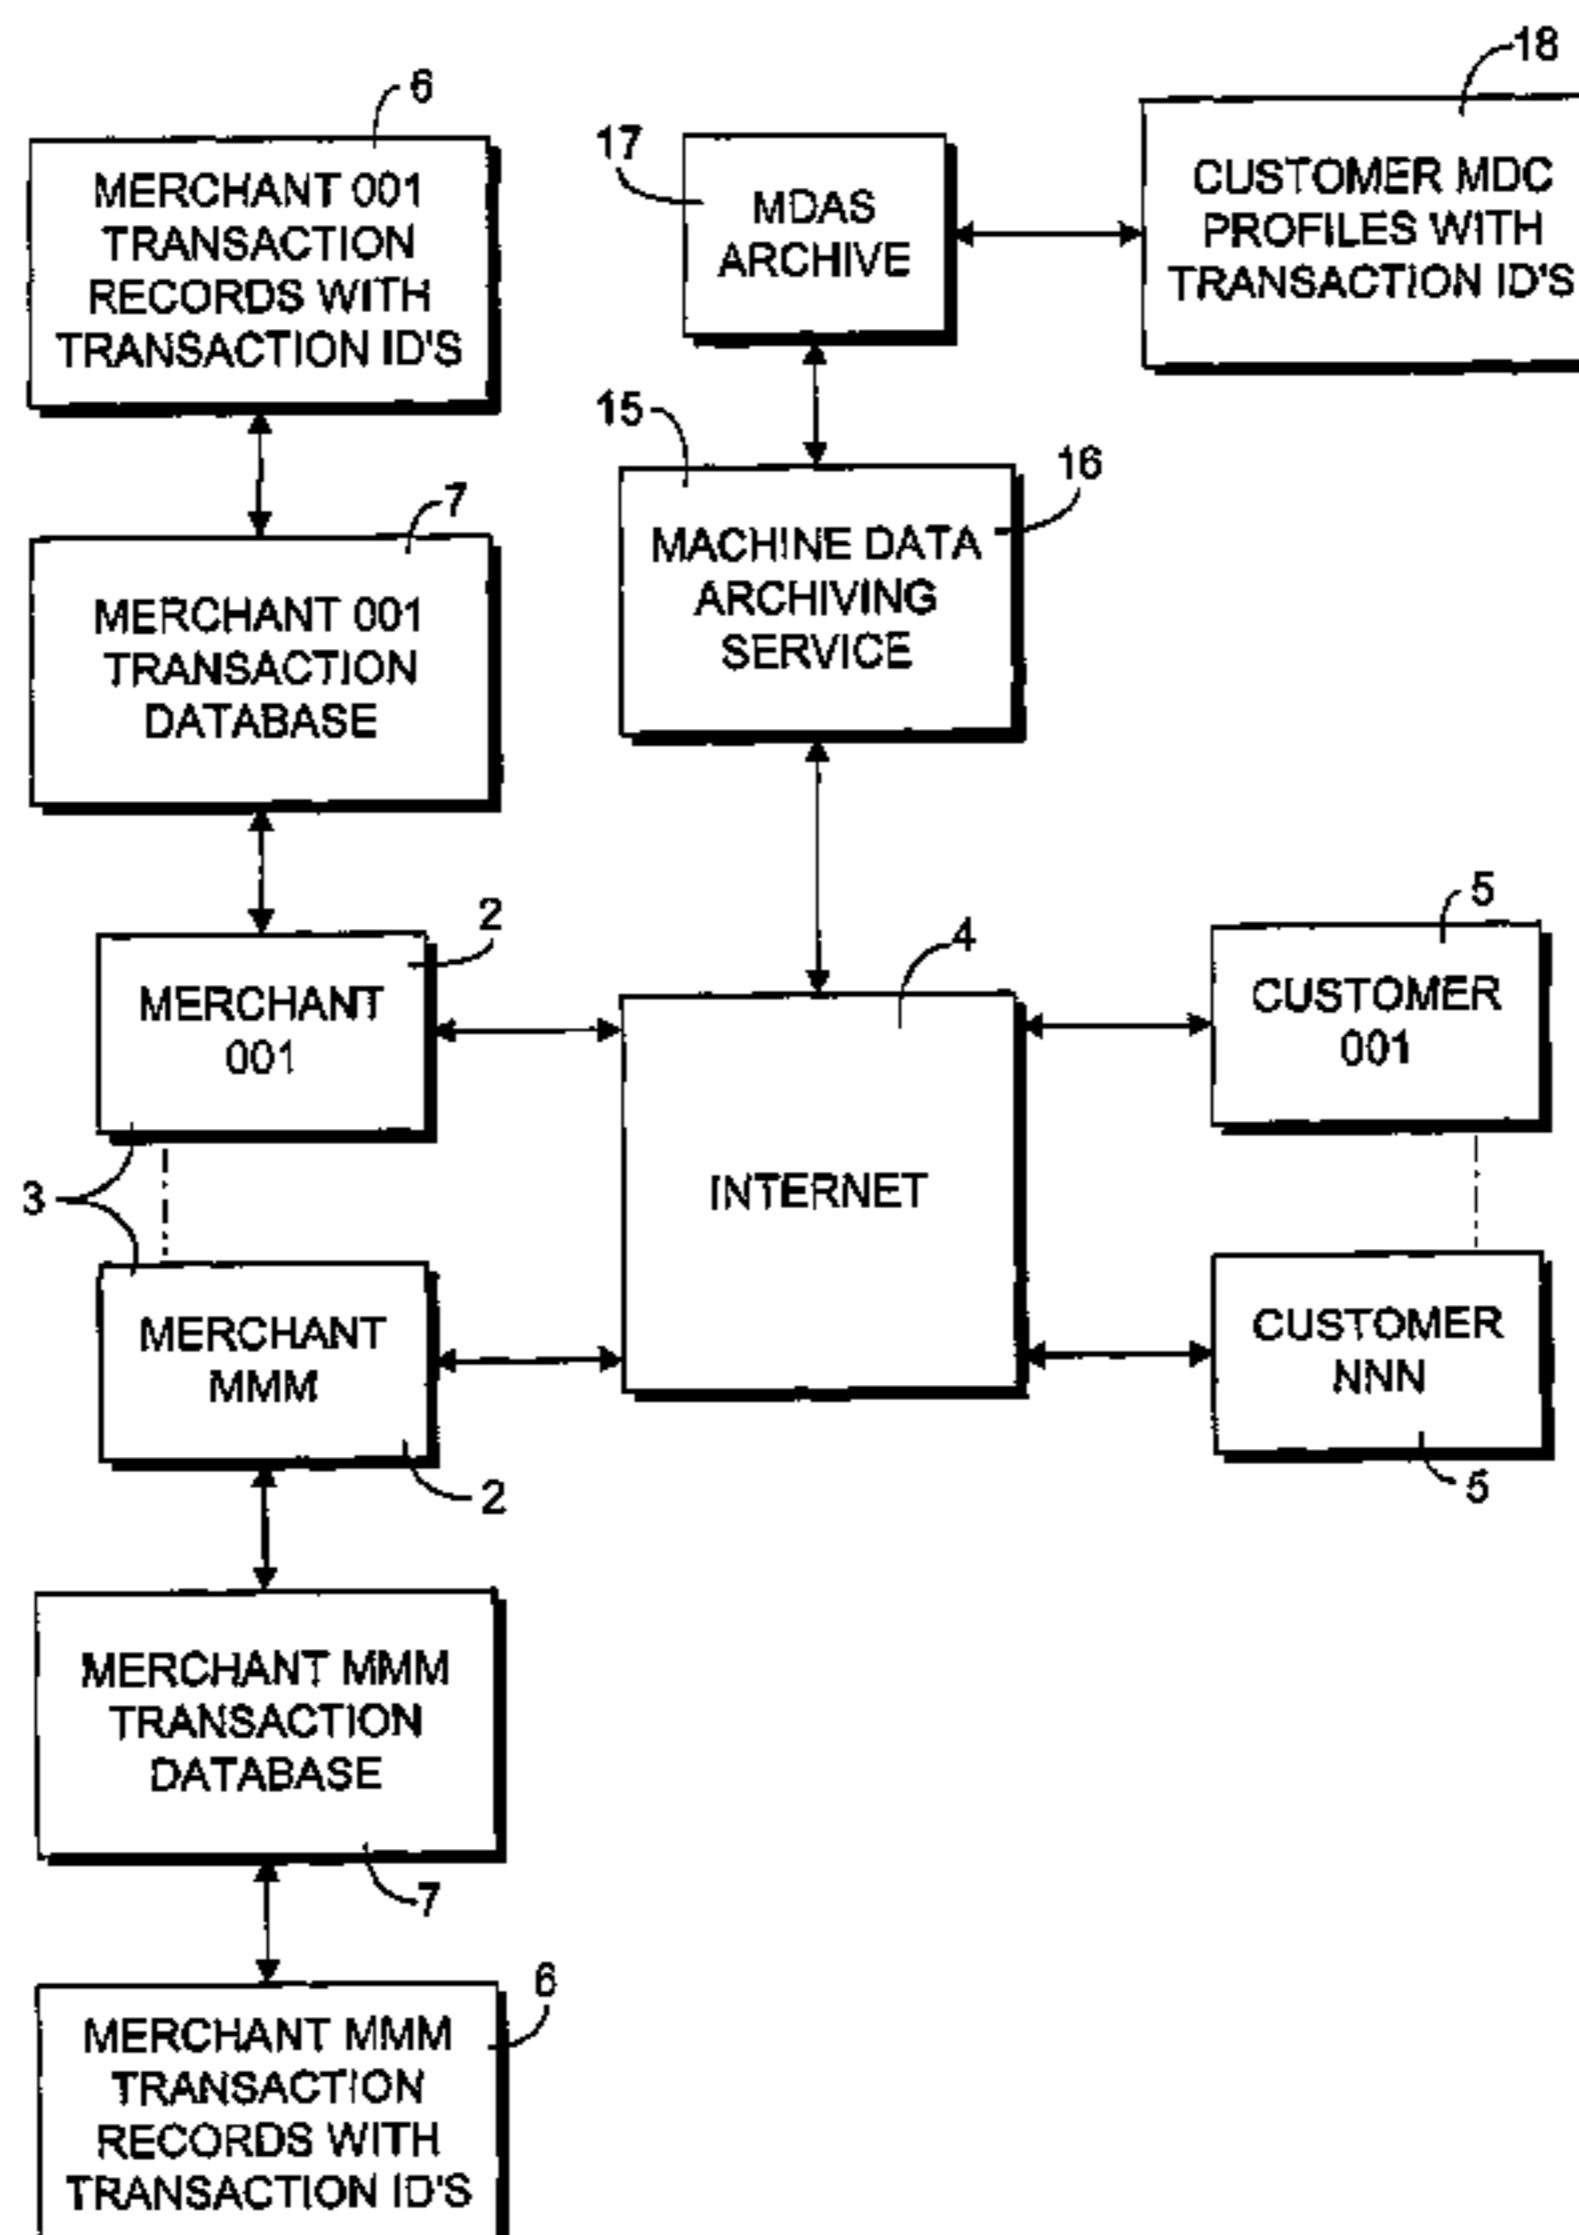 6
MERCHANT 001
TRANSACTION
RECORDS WITH
TRANSACTION ID'S
17
MDAS
ARCHIVE
18
CUSTOMER MDC
PROFILES WITH
TRANSACTION ID'S
7
MERCHANT 001
TRANSACTION
DATABASE
15
16
MACHINE DATA
ARCHIVING
SERVICE
2
MERCHANT
001
4
INTERNET
5
CUSTOMER
001
3
MERCHANT
MMM
2
CUSTOMER
NNN
5
MERCHANT MMM
TRANSACTION
DATABASE
7
6
MERCHANT MMM
TRANSACTION
RECORDS WITH
TRANSACTION ID'S